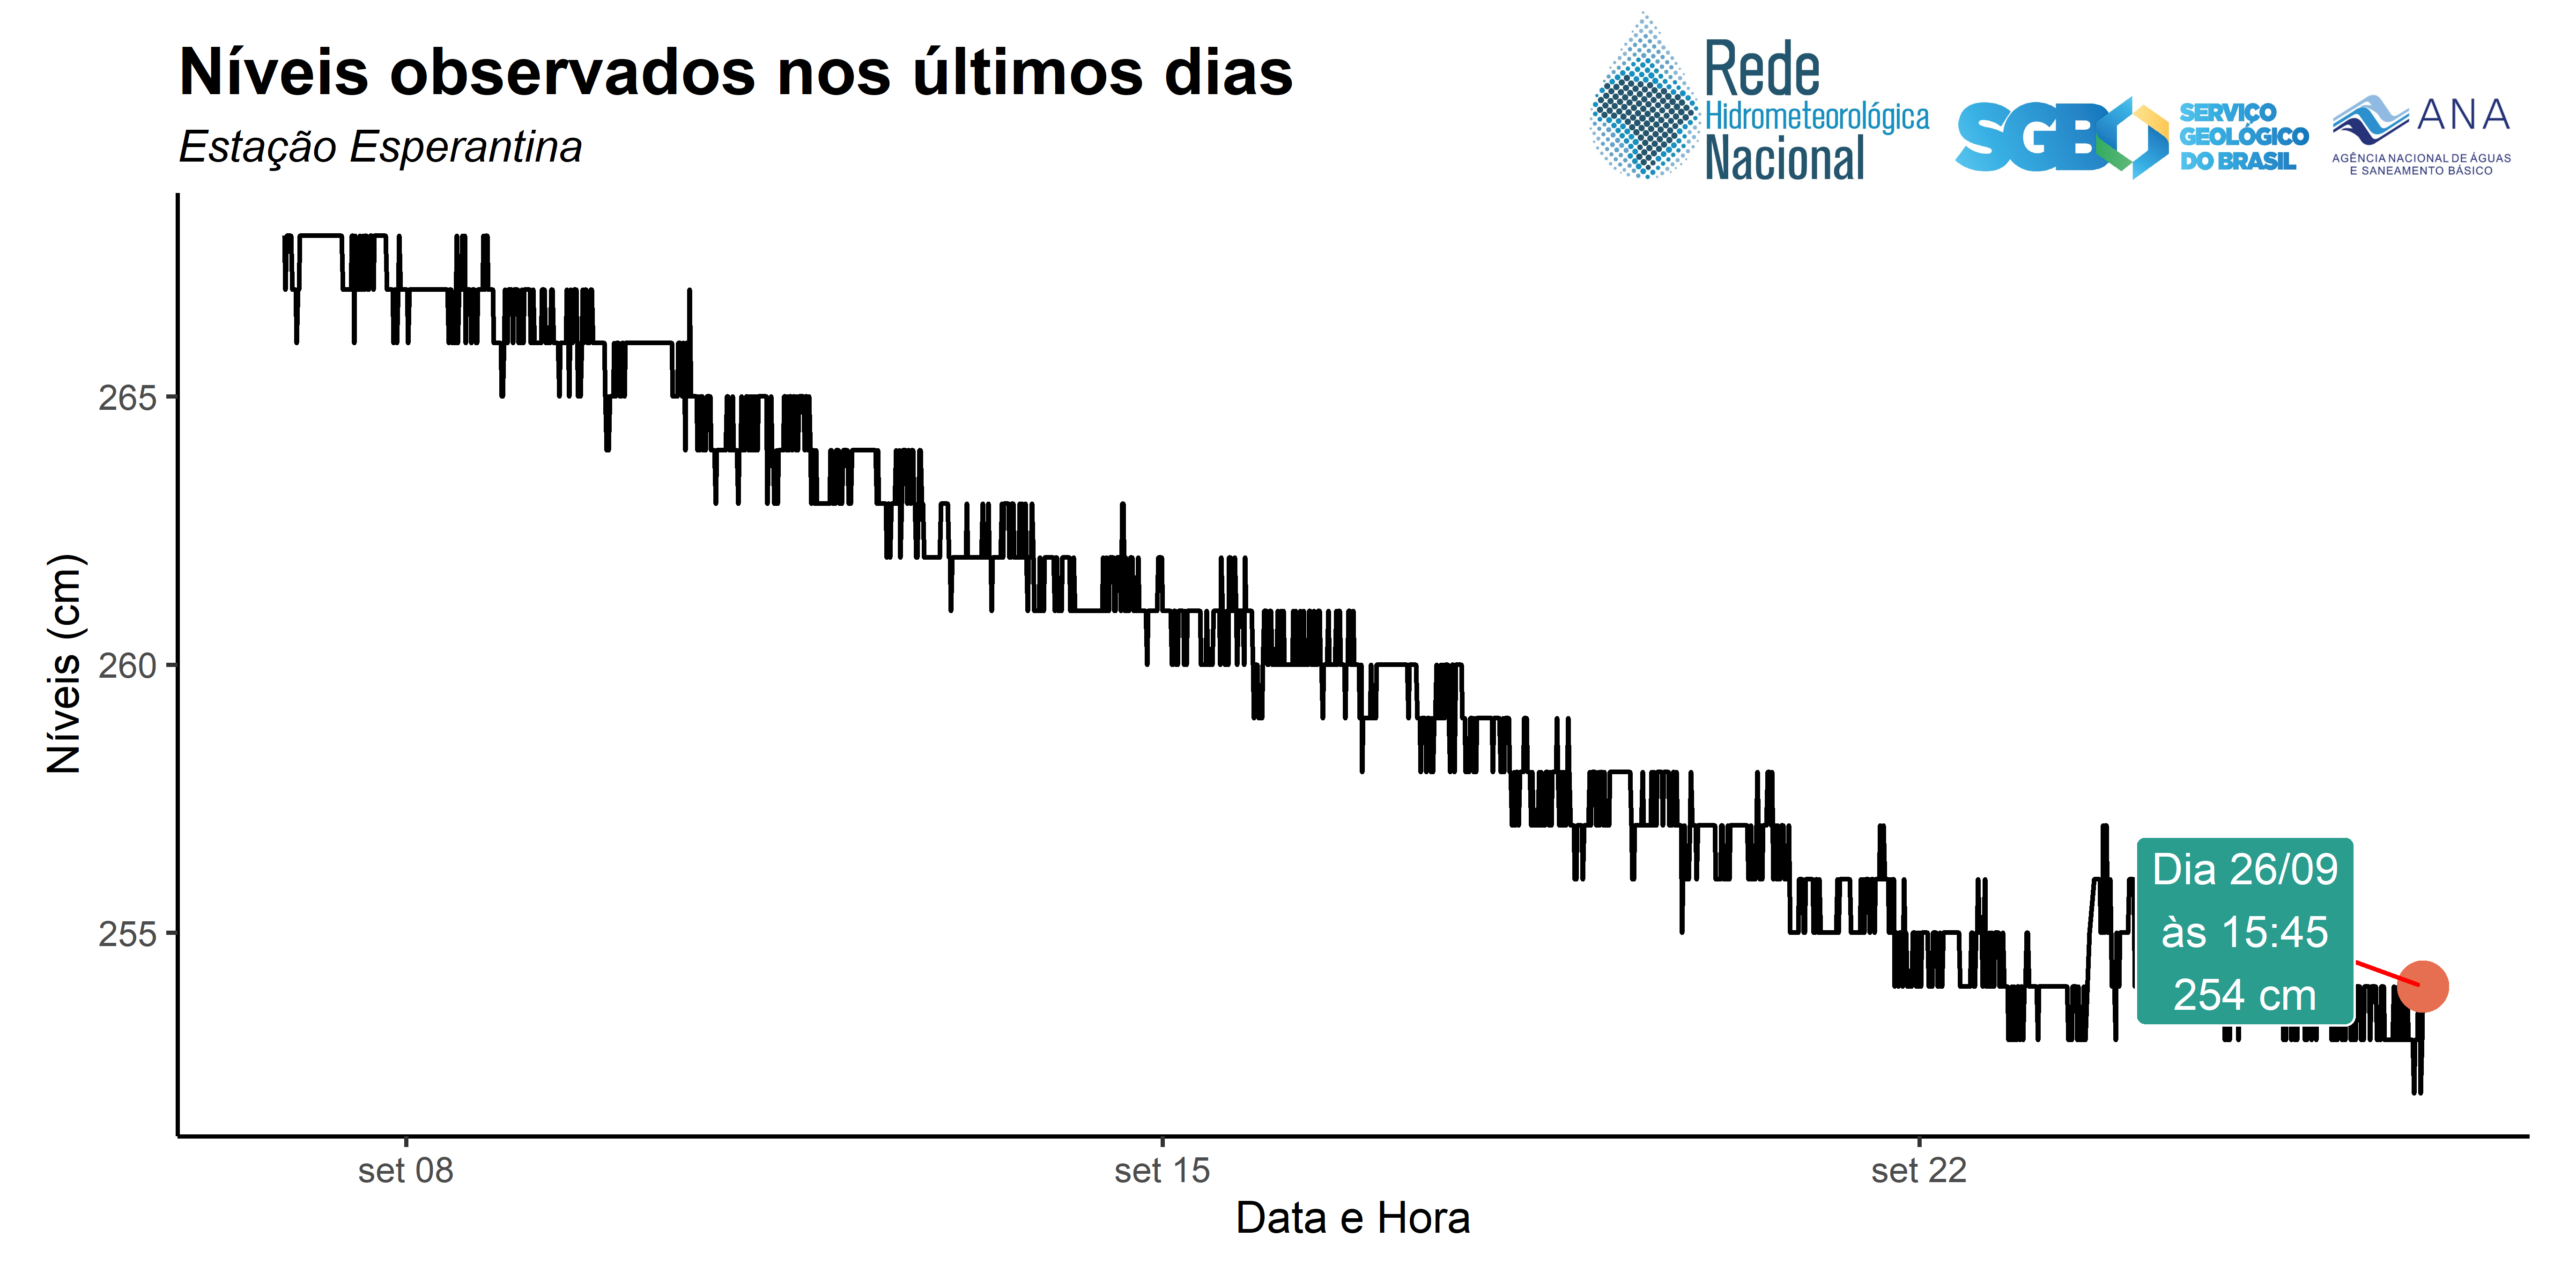 Níveis observados nos últimos dias
Estação Esperantina
Rede
Hidrometeorológica
Nacional
SGB
SERVIÇO
GEOLÓGICO
DO BRASIL
ANA
AGÊNCIA NACIONAL DE ÁGUAS
E SANEAMENTO BÁSICO
Níveis (cm)
265
260
255
Dia 26/09
às 15:45
254 cm
set 08
set 15
set 22
Data e Hora